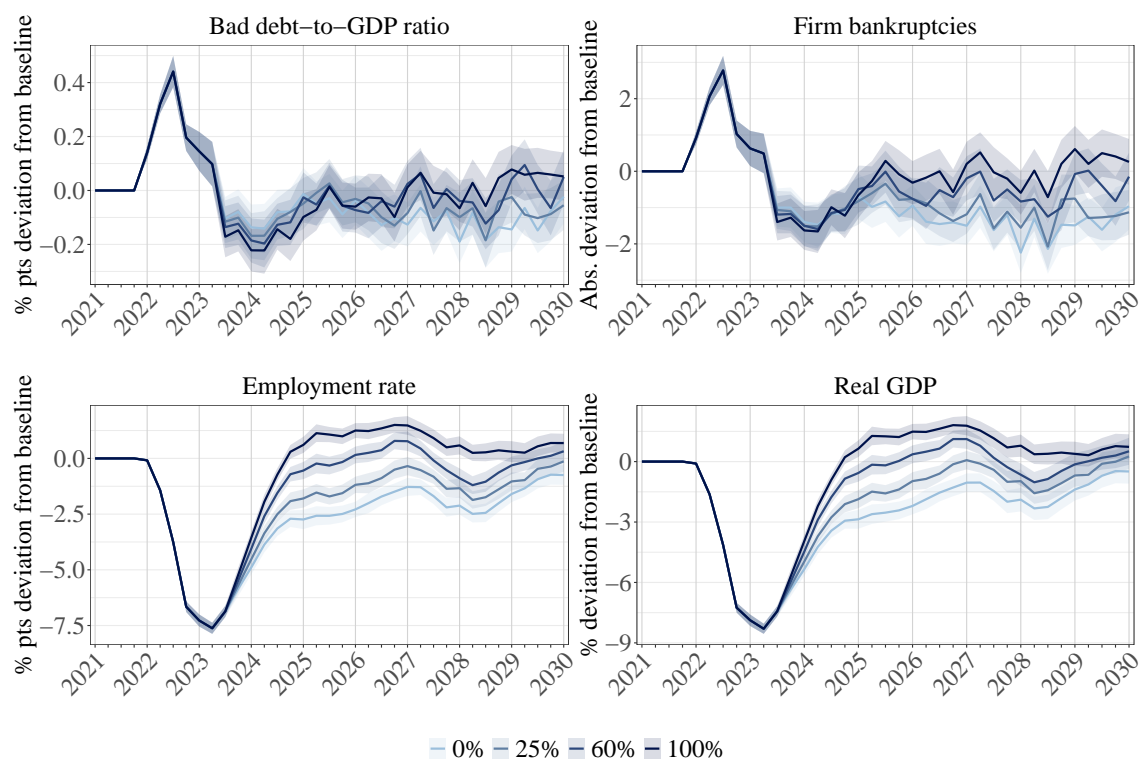 Bad debt−to−GDP ratio
% pts deviation from baseline
0.4
0.2
0.0
−0.2
2021 2022 2023 2024 2025 2026 2027 2028 2029 2030
Firm bankruptcies
Abs. deviation from baseline
2
0
−2
2021 2022 2023 2024 2025 2026 2027 2028 2029 2030
Employment rate
% pts deviation from baseline
0.0
−2.5
−5.0
−7.5
2021 2022 2023 2024 2025 2026 2027 2028 2029 2030
Real GDP
% deviation from baseline
0
−3
−6
−9
2021 2022 2023 2024 2025 2026 2027 2028 2029 2030
0% 25% 60% 100%